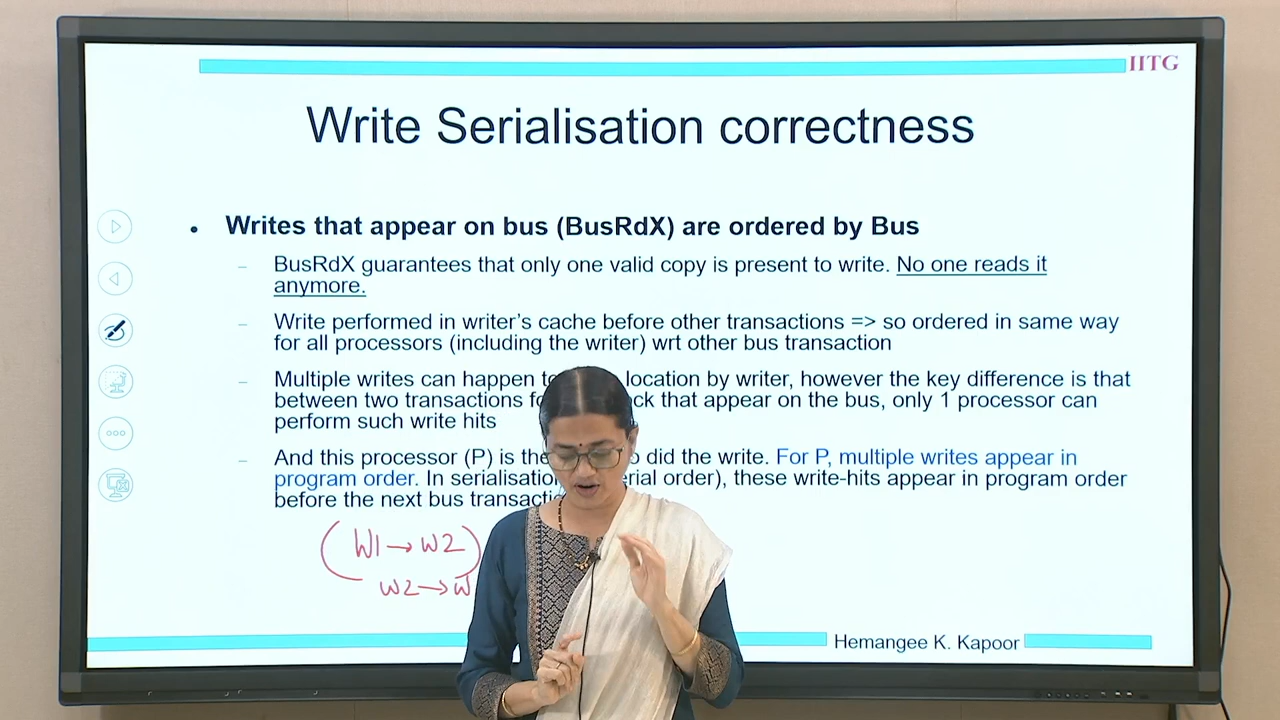 IITG
Write Serialisation correctness
• Writes that appear on bus (BusRdX) are ordered by Bus
– BusRdX guarantees that only one valid copy is present to write. No one reads it
anymore.
– Write performed in writer's cache before other transactions => so ordered in same way
for all processors (including the writer) wrt other bus transaction
– Multiple writes can happen to location by writer, however the key difference is that
between two transactions that appear on the bus, only 1 processor can
perform such write hits
– And this processor (P) is the did the write. For P, multiple writes appear in
program order. In order), these write-hits appear in program order
before the next bus
(W1 → W2)
W2 → W
Hemangee K. Kapoor